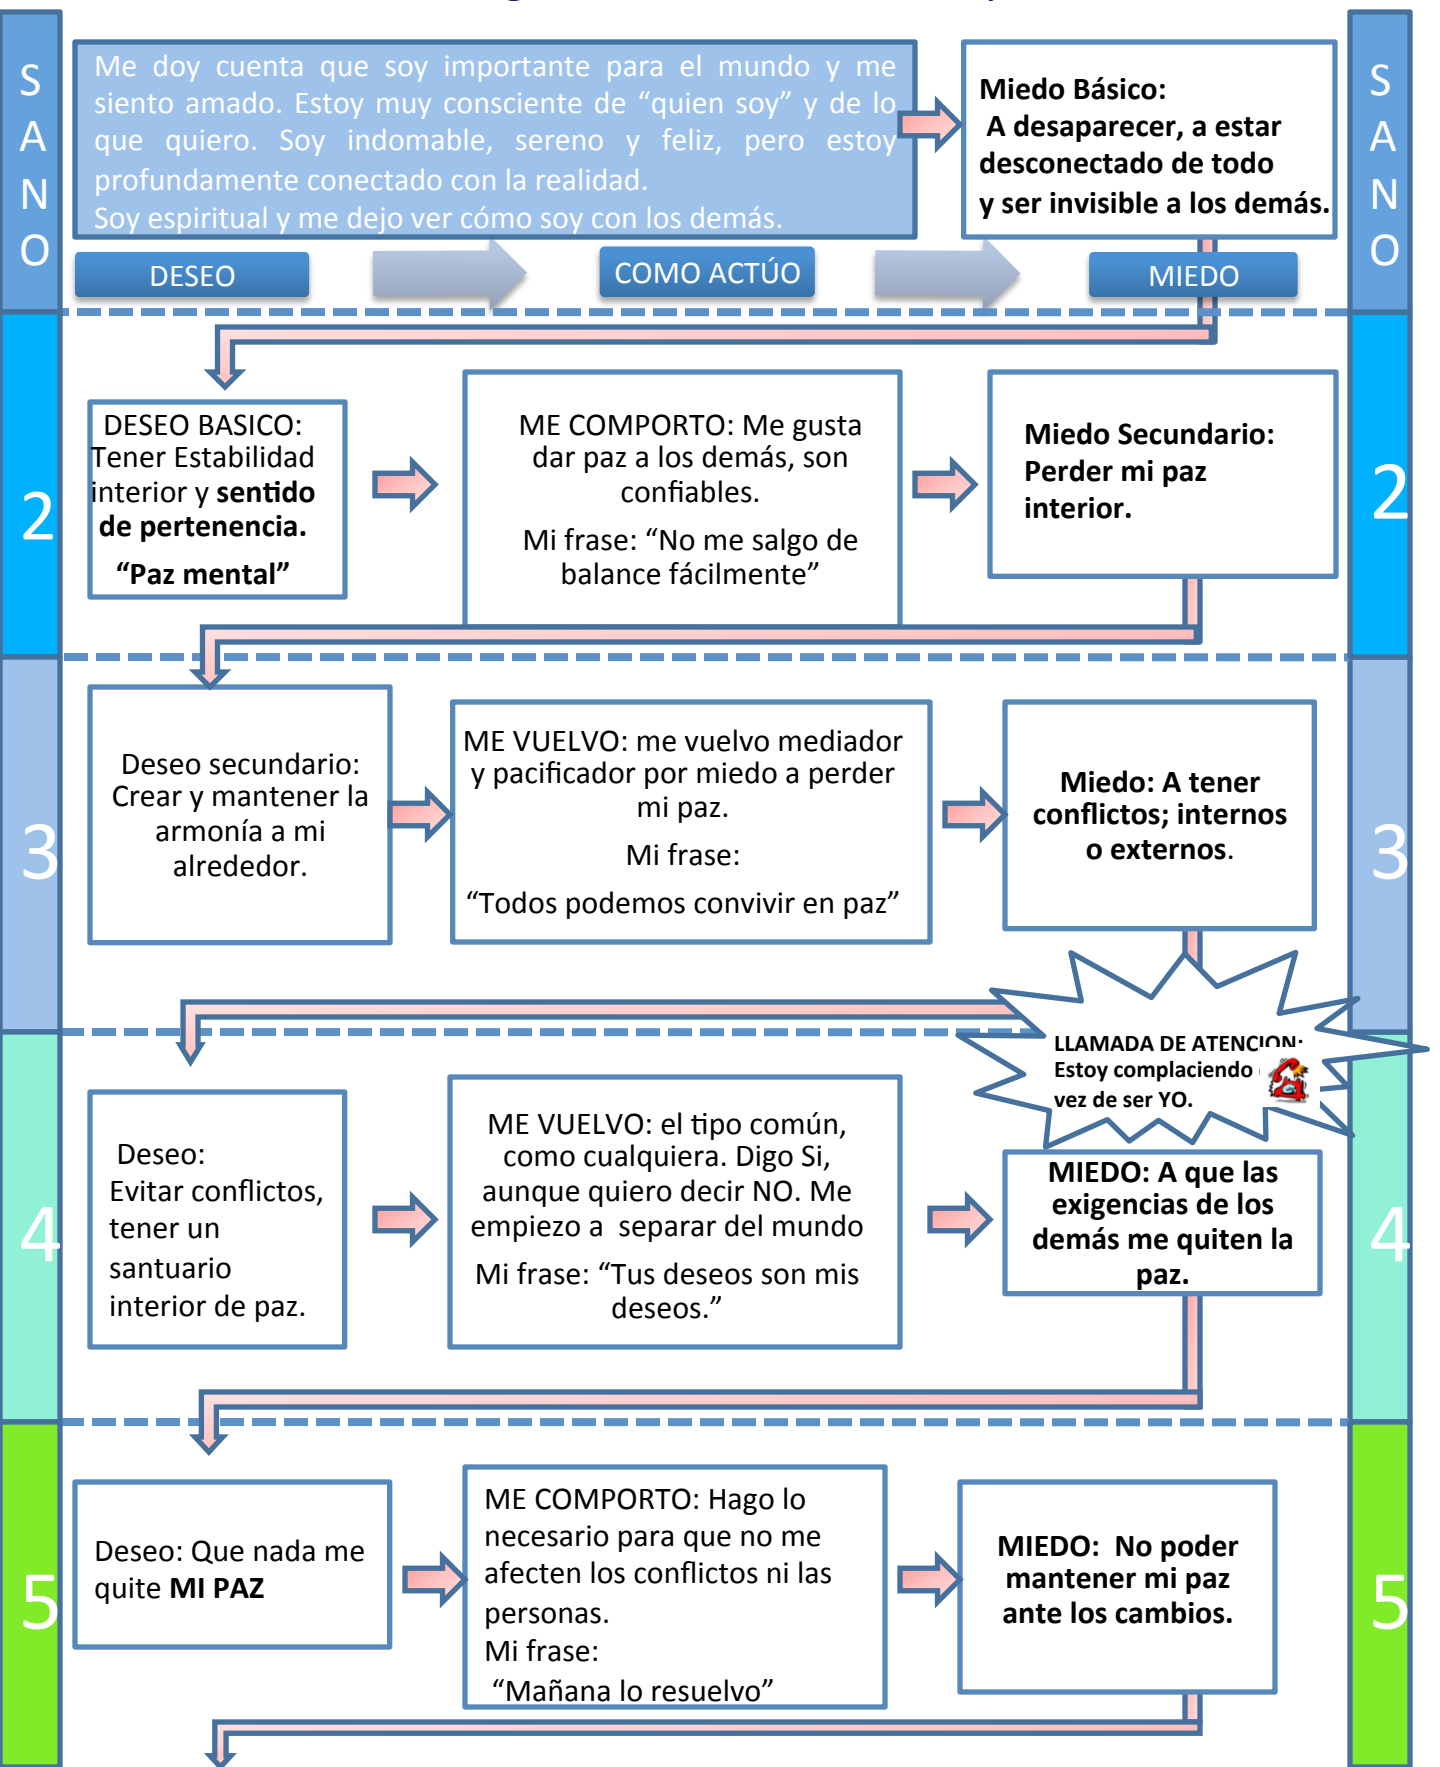 S
A
N
O
Me doy cuenta que soy importante para el mundo y me
siento amado. Estoy muy consciente de “quien soy” y de lo
que quiero. Soy indomable, sereno y feliz, pero estoy
profundamente conectado con la realidad.
Soy espiritual y me dejo ver cómo soy con los demás.
Miedo Básico:
A desaparecer, a estar
desconectado de todo
y ser invisible a los demás.
S
A
N
O
DESEO
COMO ACTÚO
MIEDO
2
DESEO BASICO:
Tener Estabilidad
interior y sentido
de pertenencia.
“Paz mental”
ME COMPORTO: Me gusta
dar paz a los demás, son
confiables.
Mi frase: “No me salgo de
balance fácilmente”
Miedo Secundario:
Perder mi paz
interior.
2
3
Deseo secundario:
Crear y mantener la
armonía a mi
alrededor.
ME VUELVO: me vuelvo mediador
y pacificador por miedo a perder
mi paz.
Mi frase:
“Todos podemos convivir en paz”
Miedo: A tener
conflictos; internos
o externos.
3
LLAMADA DE ATENCION:
Estoy complaciendo
vez de ser YO.
4
Deseo:
Evitar conflictos,
tener un
santuario
interior de paz.
ME VUELVO: el tipo común,
como cualquiera. Digo Si,
aunque quiero decir NO. Me
empiezo a separar del mundo
Mi frase: “Tus deseos son mis
deseos.”
MIEDO: A que las
exigencias de los
demás me quiten la
paz.
4
5
Deseo: Que nada me
quite MI PAZ
ME COMPORTO: Hago lo
necesario para que no me
afecten los conflictos ni las
personas.
Mi frase:
“Mañana lo resuelvo”
MIEDO: No poder
mantener mi paz
ante los cambios.
5